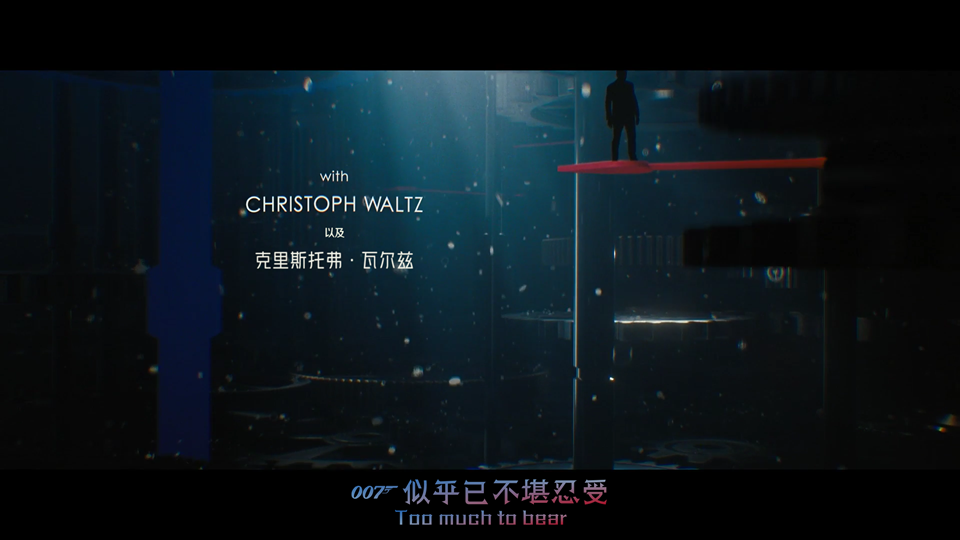 with
CHRISTOPH WALTZ
以及
克里斯托弗·瓦尔兹
007 似乎已不堪忍受
Too much to bear